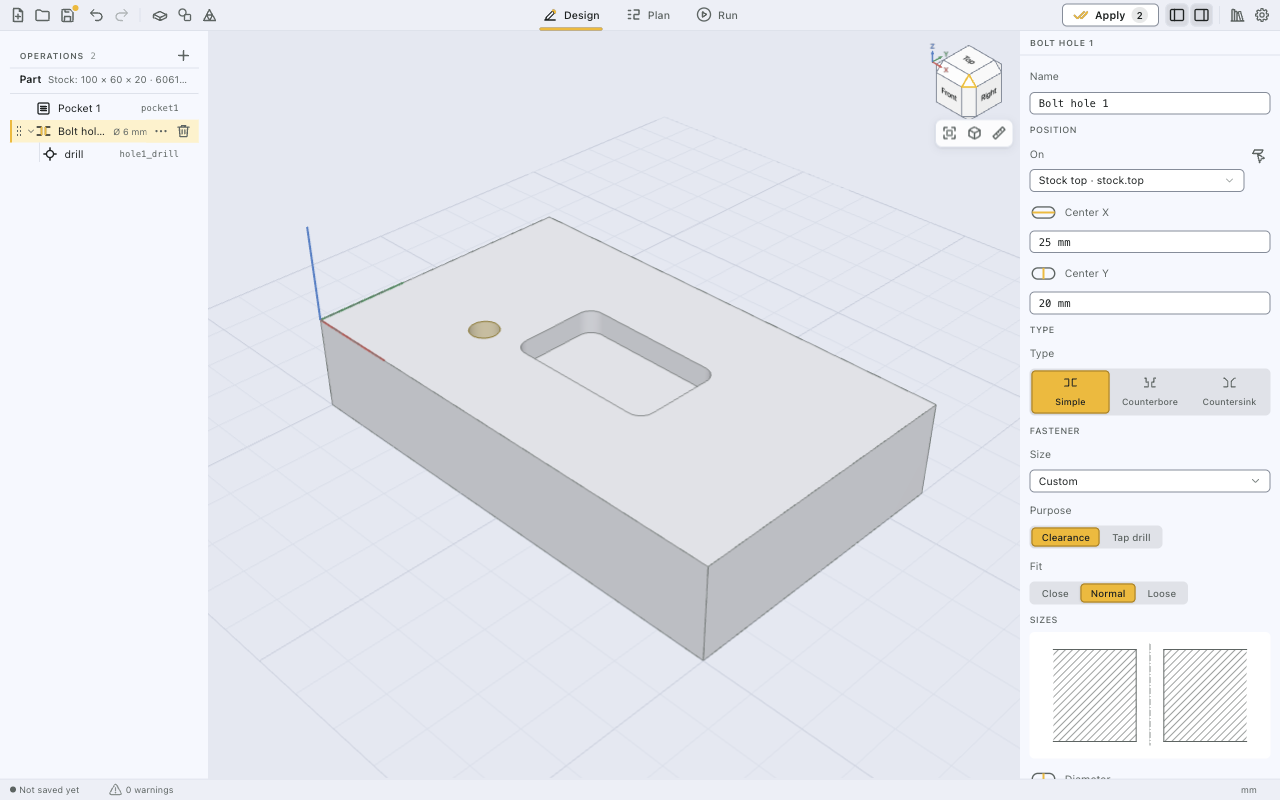 Design
Plan
Run
Apply 2
OPERATIONS 2
Part Stock: 100 × 60 × 20 · 6061...
Pocket 1 pocket1
Bolt hol... Ø 6 mm
drill hole1_drill
Z
Y
X
Top
Front
Right
BOLT HOLE 1
Name
Bolt hole 1
POSITION
On
Stock top · stock.top
Center X
25 mm
Center Y
20 mm
TYPE
Type
Simple
Counterbore
Countersink
FASTENER
Size
Custom
Purpose
Clearance
Tap drill
Fit
Close
Normal
Loose
SIZES
Diameter
Not saved yet
0 warnings
mm